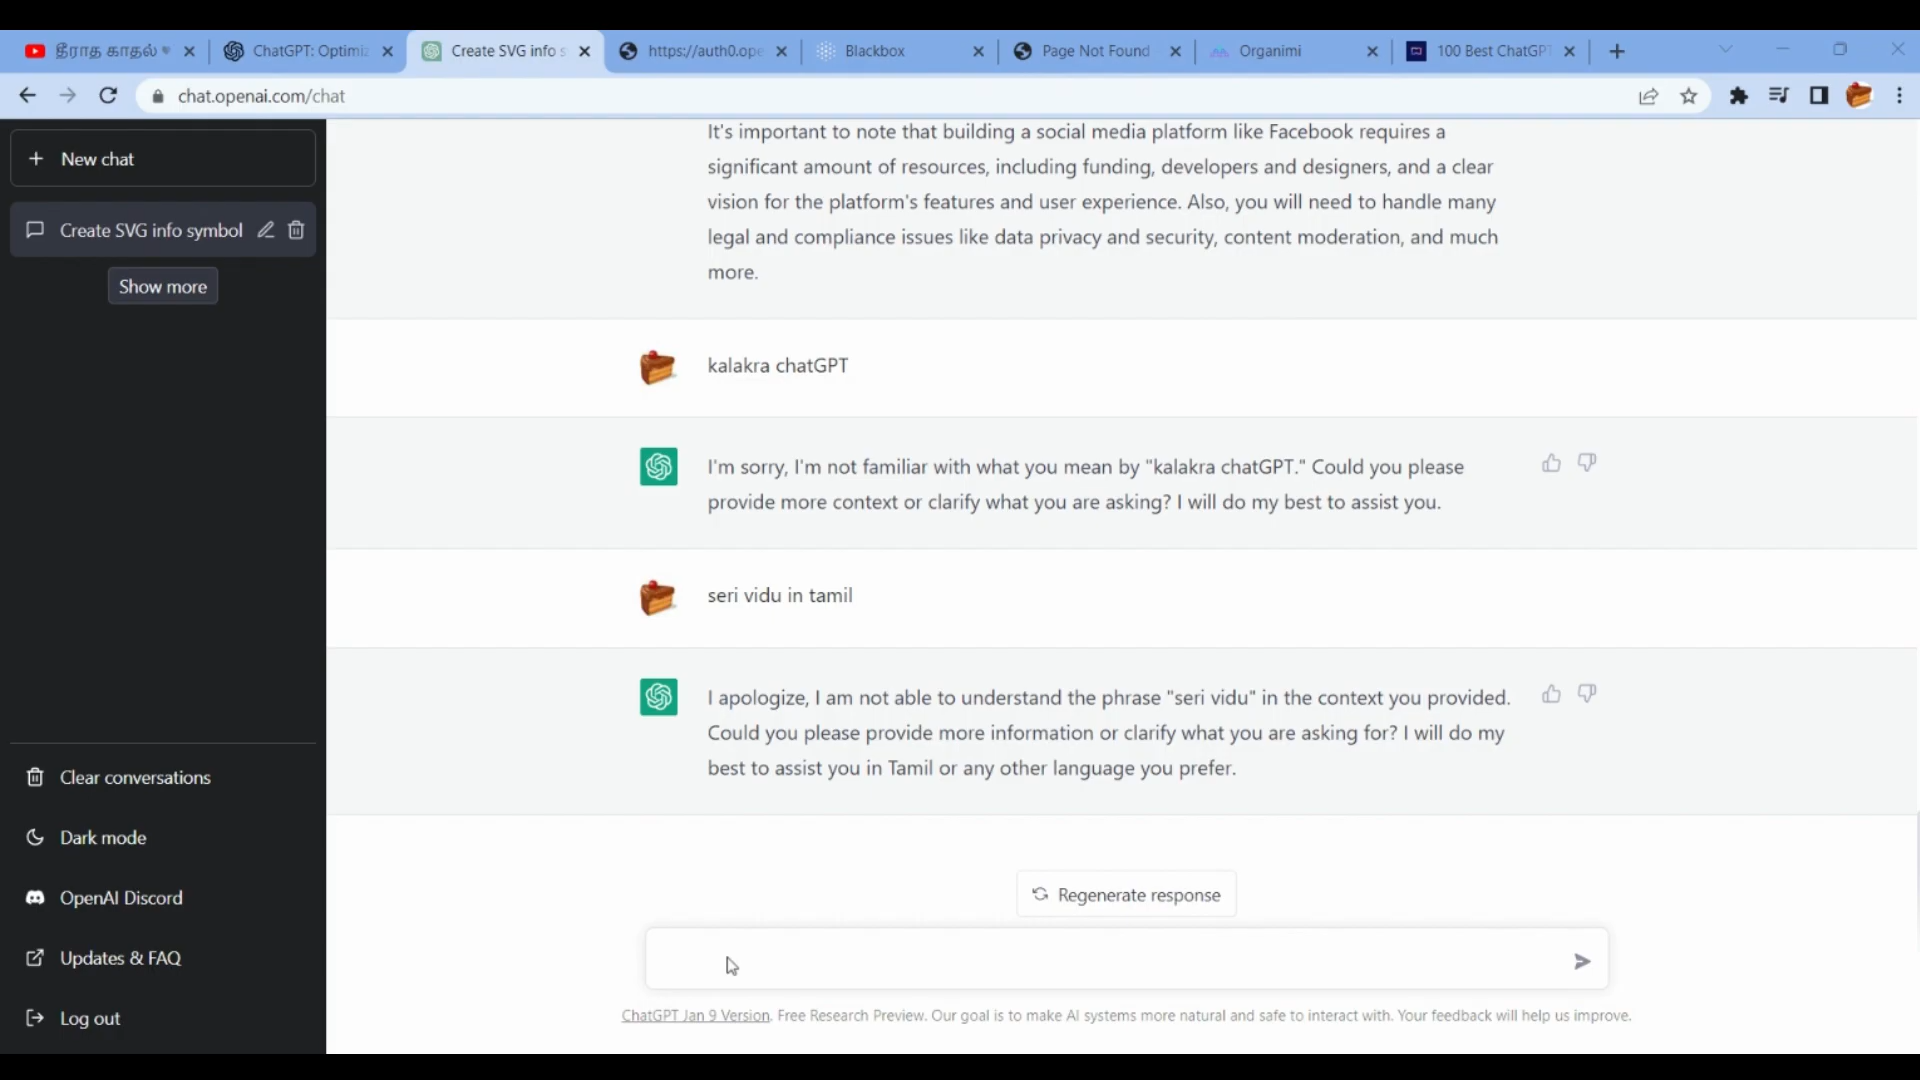 தீராத காதல்
ChatGPT: Optimiz
Create SVG info s
https://auth0.ope
Blackbox
Page Not Found
Organimi
100 Best ChatGPT
chat.openai.com/chat
New chat
Create SVG info symbol
Show more
Clear conversations
Dark mode
OpenAI Discord
Updates & FAQ
Log out
It's important to note that building a social media platform like Facebook requires a
significant amount of resources, including funding, developers and designers, and a clear
vision for the platform's features and user experience. Also, you will need to handle many
legal and compliance issues like data privacy and security, content moderation, and much
more.
kalakra chatGPT
I'm sorry, I'm not familiar with what you mean by "kalakra chatGPT." Could you please
provide more context or clarify what you are asking? I will do my best to assist you.
seri vidu in tamil
I apologize, I am not able to understand the phrase "seri vidu" in the context you provided.
Could you please provide more information or clarify what you are asking for? I will do my
best to assist you in Tamil or any other language you prefer.
Regenerate response
ChatGPT Jan 9 Version. Free Research Preview. Our goal is to make AI systems more natural and safe to interact with. Your feedback will help us improve.